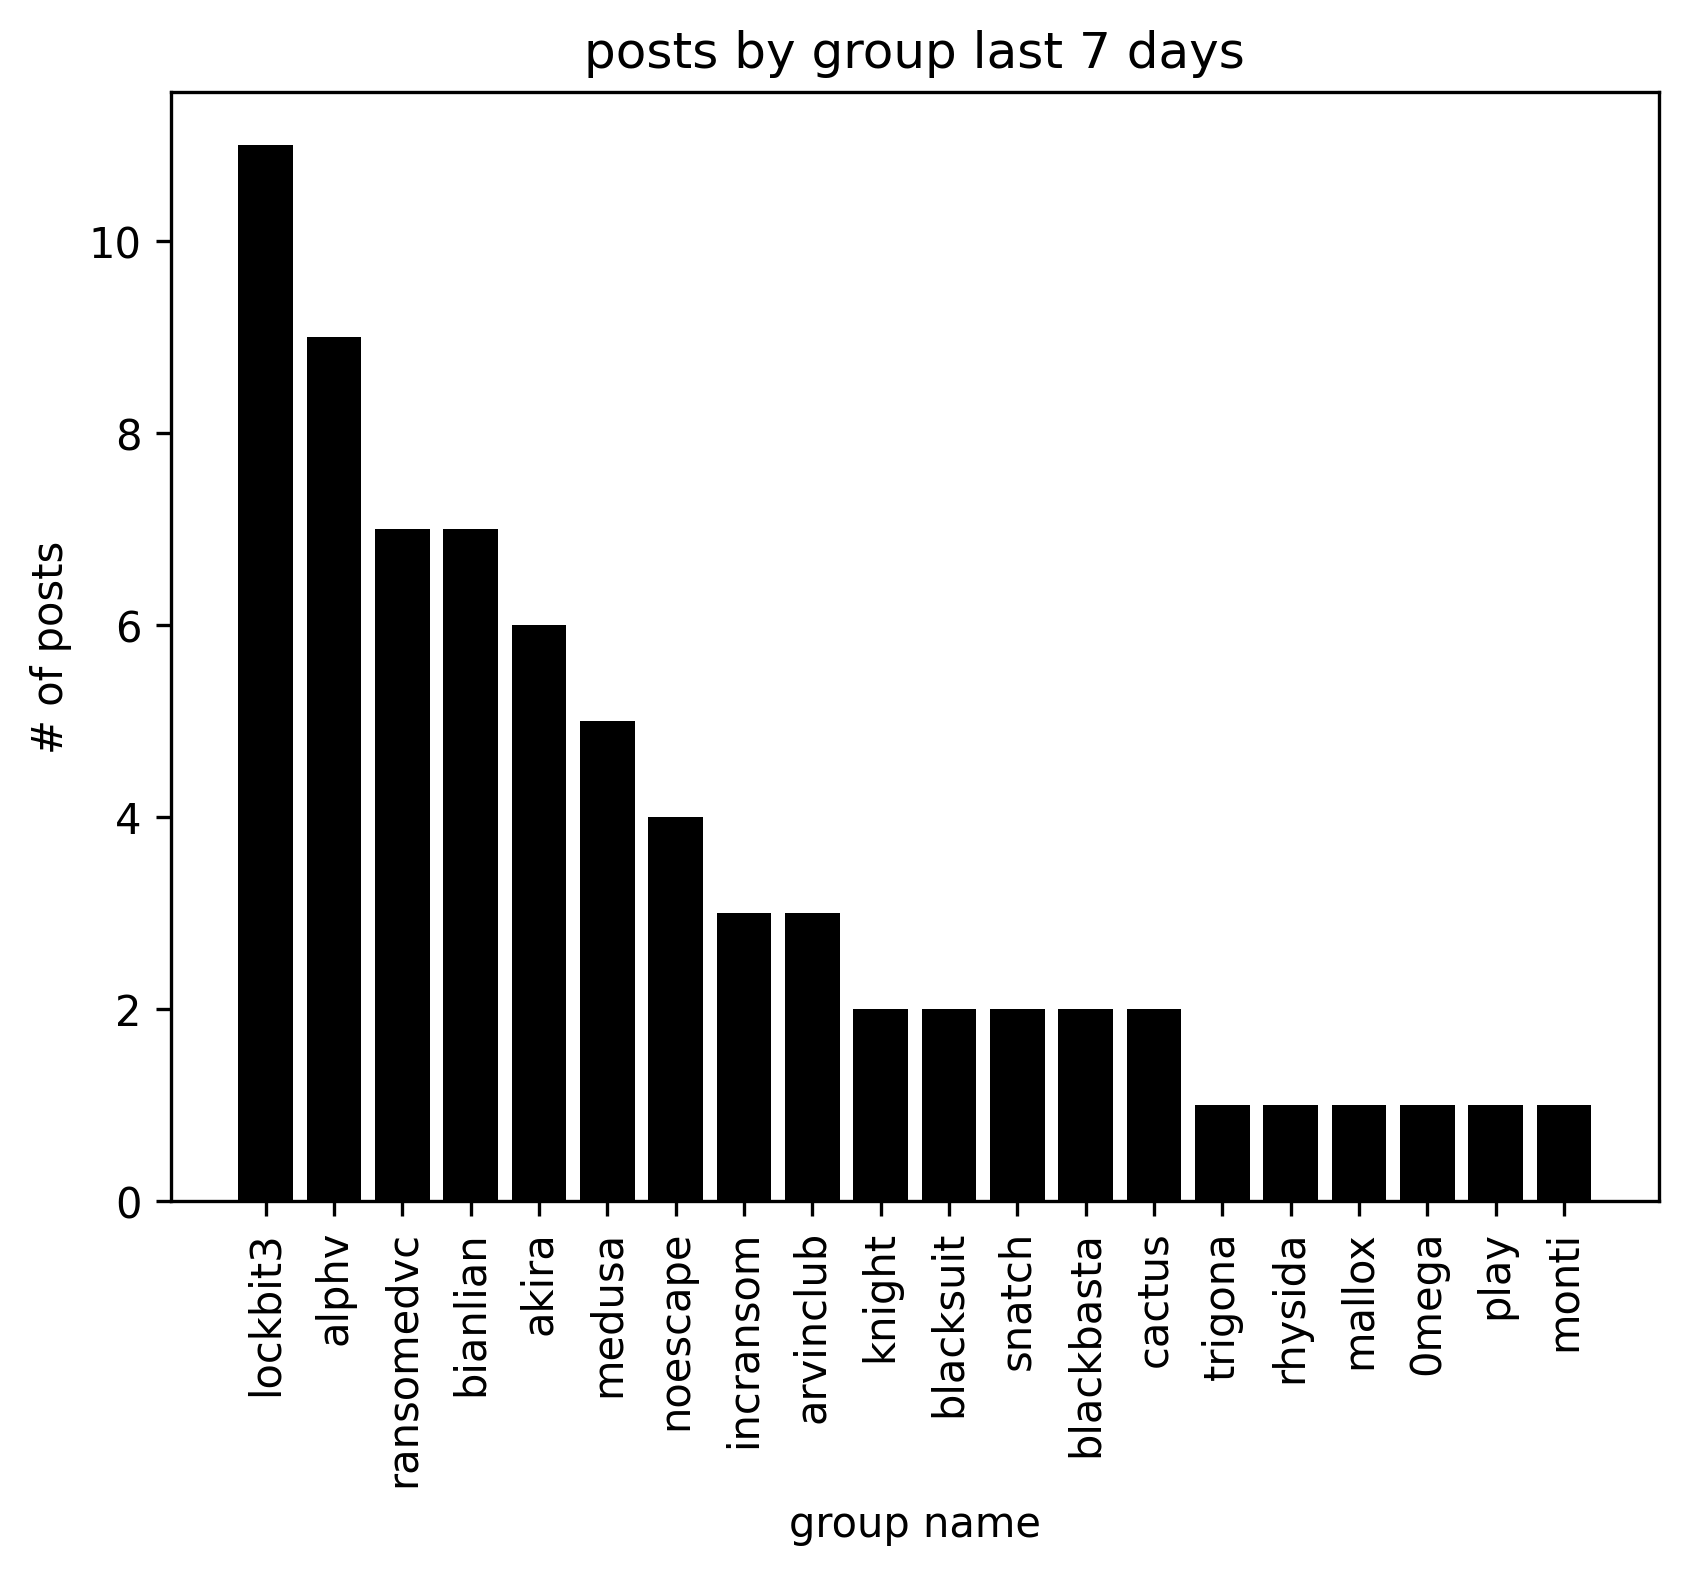 posts by group last 7 days
# of posts
10
8
6
4
2
0
lockbit3
alphv
ransomedvc
bianlian
akira
medusa
noescape
incransom
arvinclub
knight
blacksuit
snatch
blackbasta
cactus
trigona
rhysida
mallox
0mega
play
monti
group name